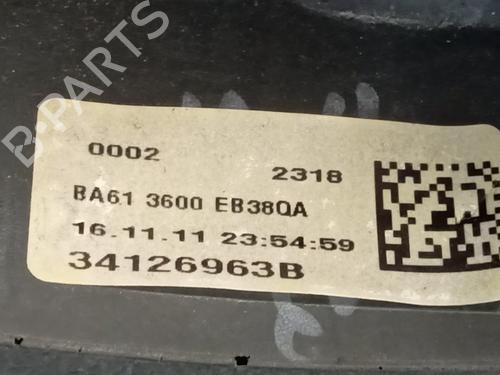 0002
2318
BA61 3600 EB38QA
16.11.11 23:54:59
34126963B
B-PARTS